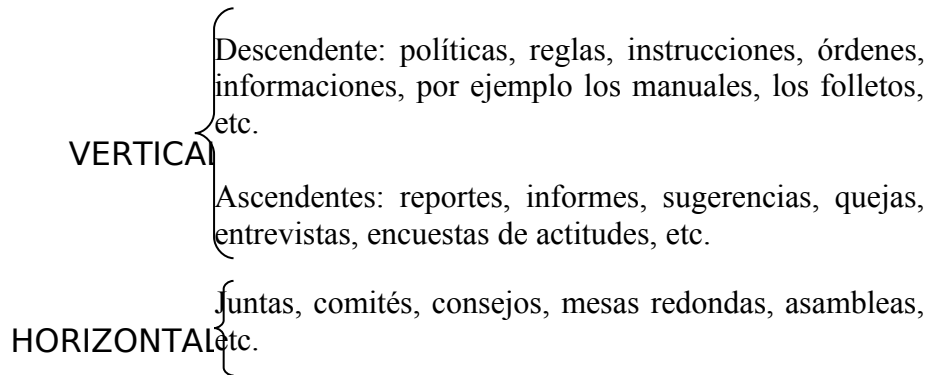 Descendente: políticas, reglas, instrucciones, órdenes,
informaciones, por ejemplo los manuales, los folletos,
etc.
VERTICAL
Ascendentes: reportes, informes, sugerencias, quejas,
entrevistas, encuestas de actitudes, etc.
Juntas, comités, consejos, mesas redondas, asambleas,
HORIZONTAL etc.